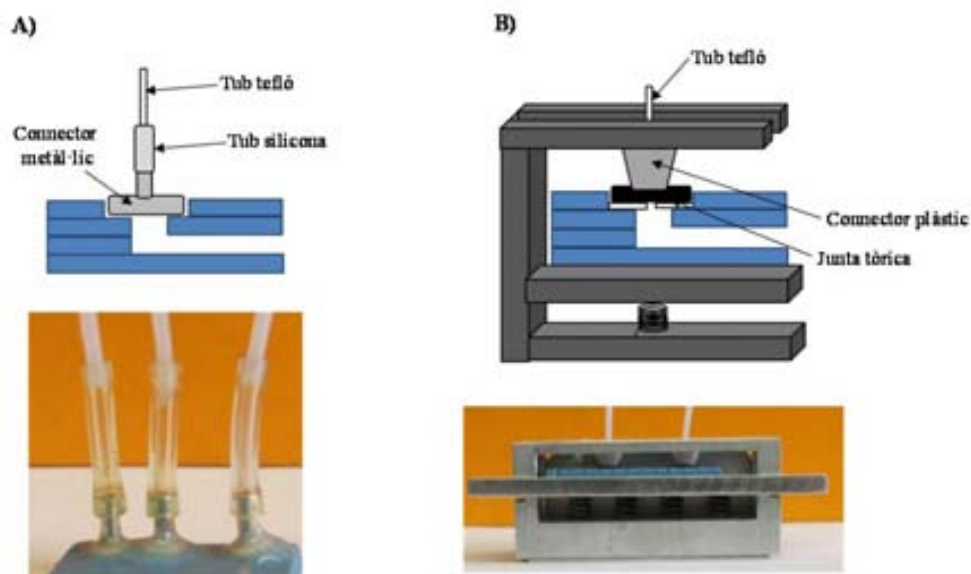 A)
Tub tefló
Connector
metàl·lic
Tub silicona
B)
Tub tefló
Connector plàstic
Junta tòrica